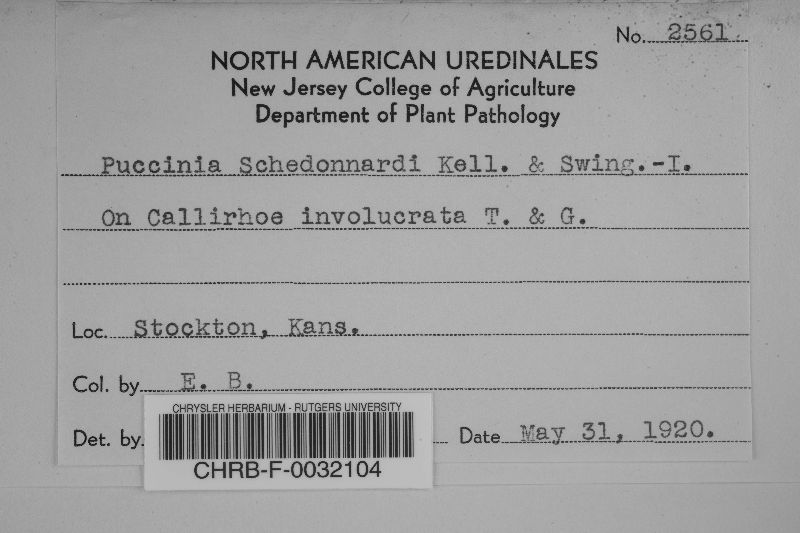 No. 2561
NORTH AMERICAN UREDINALES
New Jersey College of Agriculture
Department of Plant Pathology
Puccinia Schedonnardi Kell. & Swing.-I.
On Callirhoe involucrata T. & G.
Loc. Stockton, Kans.
Col. by E. B.
CHRYSLER HERBARIUM - RUTGERS UNIVERSITY
Det. by. Date May 31, 1920.
CHRB-F-0032104